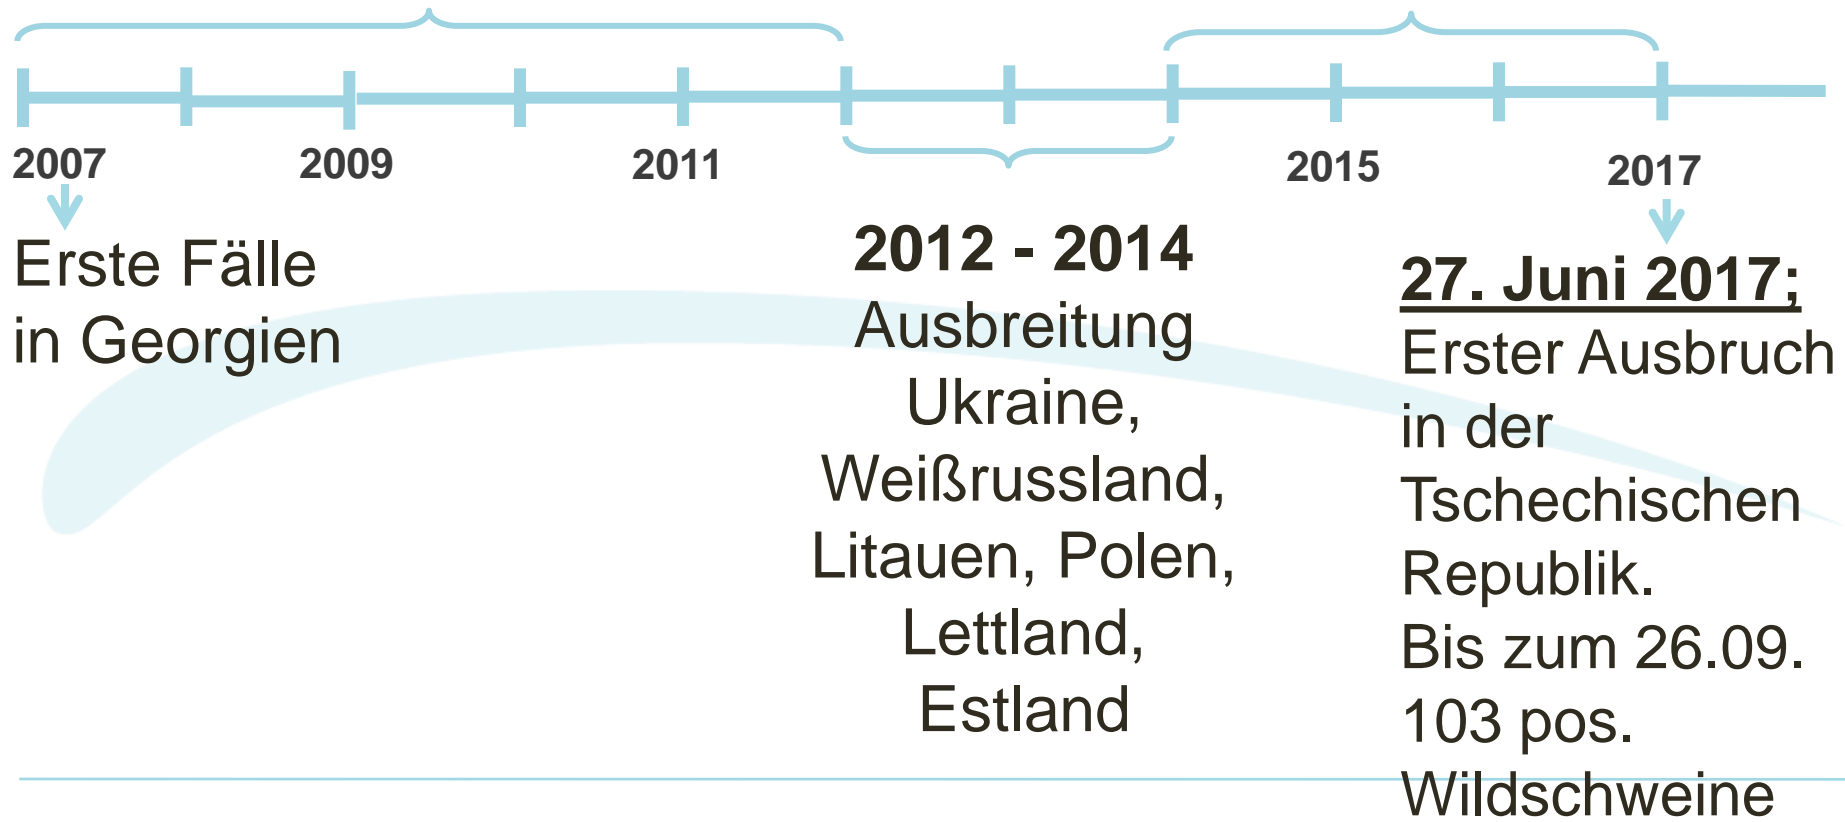 2007
2009
2011
2015
2017
Erste Fälle
in Georgien
2012 - 2014
Ausbreitung
Ukraine,
Weißrussland,
Litauen, Polen,
Lettland,
Estland
27. Juni 2017;
Erster Ausbruch
in der
Tschechischen
Republik.
Bis zum 26.09.
103 pos.
Wildschweine